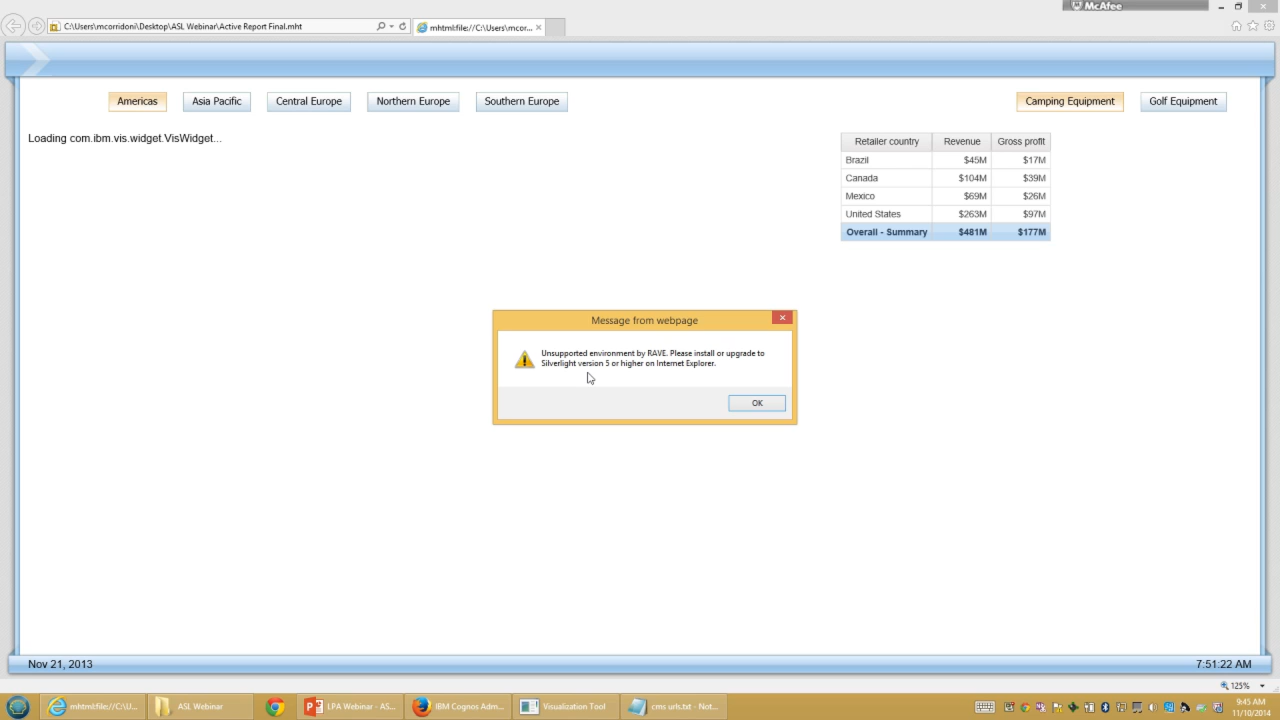 McAfee
C:\Users\mcorridoni\Desktop\ASL Webinar\Active Report Final.mht
mhtml:file://C:\Users\mcor...
Americas
Asia Pacific
Central Europe
Northern Europe
Southern Europe
Camping Equipment
Golf Equipment
Loading com.ibm.vis.widget.VisWidget...
Retailer country Revenue Gross profit
Brazil $45M $17M
Canada $104M $39M
Mexico $69M $26M
United States $263M $97M
Overall - Summary $481M $177M
Message from webpage
Unsupported environment by RAVE. Please install or upgrade to
Silverlight version 5 or higher on Internet Explorer.
OK
Nov 21, 2013
7:51:22 AM
125%
mhtml:file://C:\U...
ASL Webinar
LPA Webinar - AS...
IBM Cognos Adm...
Visualization Tool
cms urls.txt - Not...
9:45 AM
11/10/2014